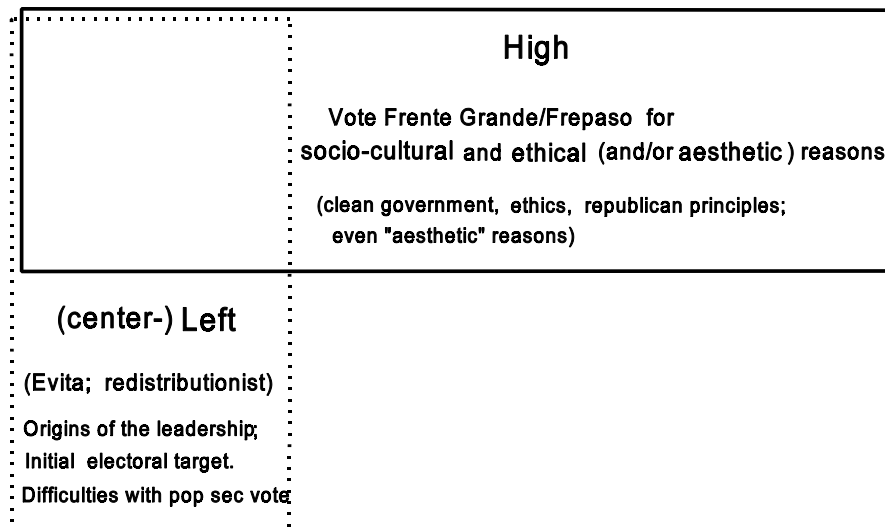 High
Vote Frente Grande/Frepaso for
socio-cultural and ethical (and/or aesthetic) reasons
(clean government, ethics, republican principles;
even "aesthetic" reasons)
(center-) Left
(Evita; redistributionist)
Origins of the leadership;
Initial electoral target.
Difficulties with pop sec vote